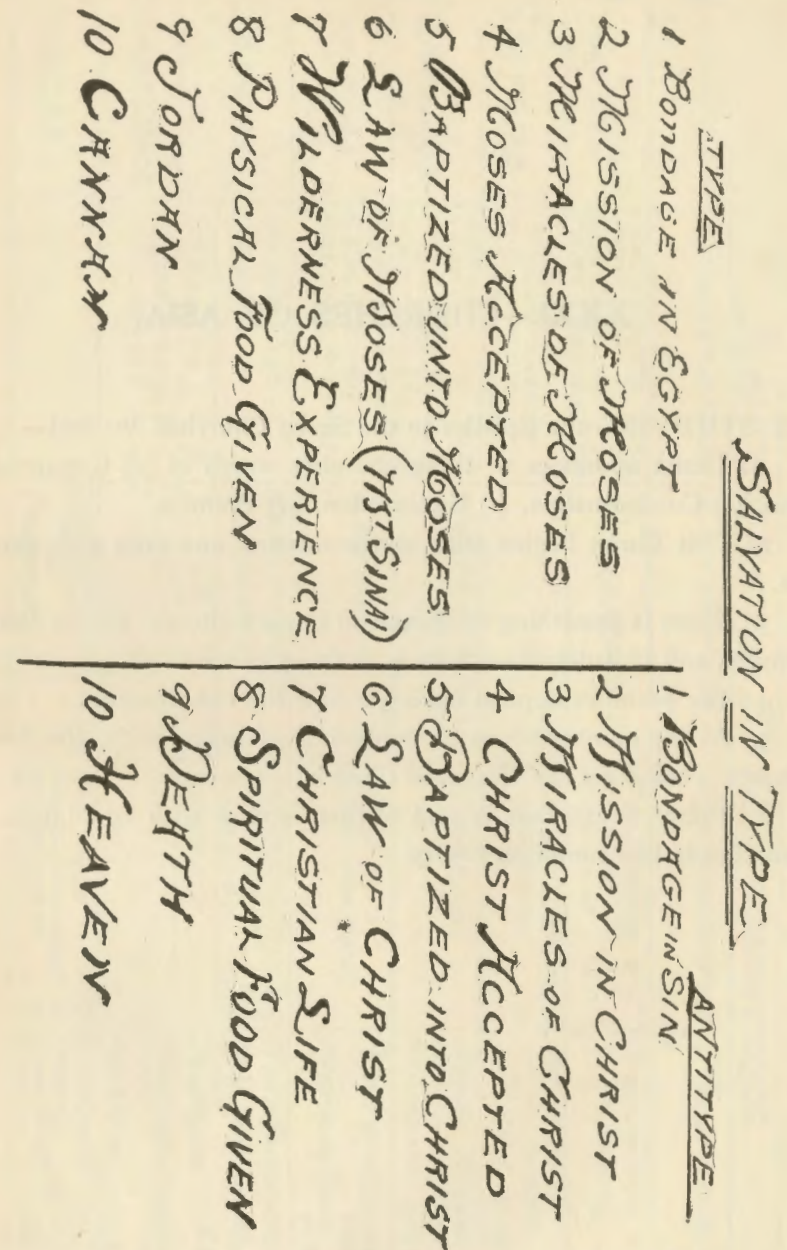 SALVATION IN TYPE
TYPE
1 BONDAGE IN EGYPT
2 MISSION OF MOSES
3 MIRACLES OF MOSES
4 MOSES ACCEPTED
5 BAPTIZED UNTO MOSES
6 LAW OF MOSES (MT SINAI)
7 WILDERNESS EXPERIENCE
8 PHYSICAL FOOD GIVEN
9 JORDAN
10 CANNAN
ANTITYPE
1 BONDAGE IN SIN
2 MISSION IN CHRIST
3 MIRACLES OF CHRIST
4 CHRIST ACCEPTED
5 BAPTIZED INTO CHRIST
6 LAW OF CHRIST
7 CHRISTIAN LIFE
8 SPIRITUAL FOOD GIVEN
9 DEATH
10 HEAVEN